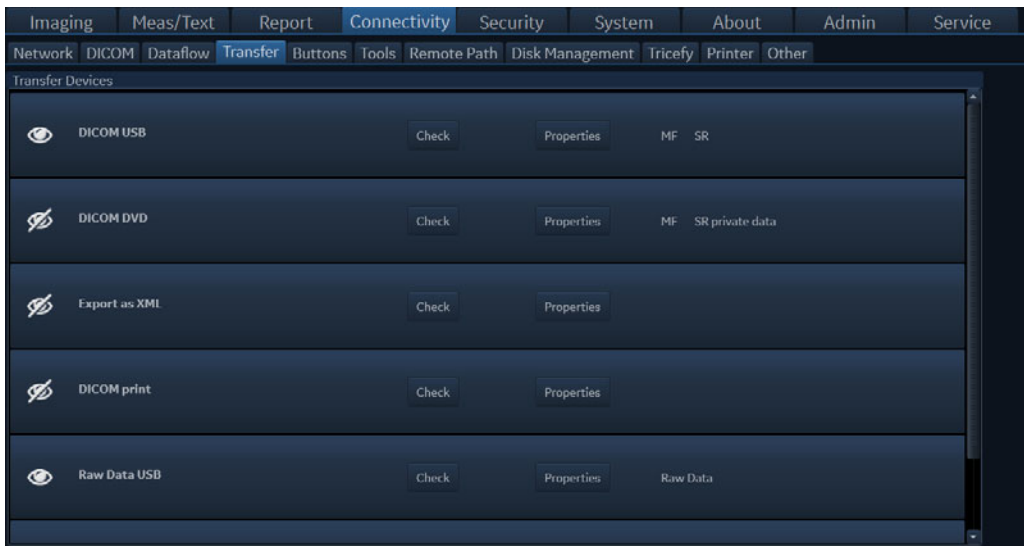 Imaging Meas/Text Report Connectivity Security System About Admin Service
Network DICOM Dataflow Transfer Buttons Tools Remote Path Disk Management Tricefy Printer Other
Transfer Devices
DICOM USB Check Properties MF SR
DICOM DVD Check Properties MF SR private data
Export as XML Check Properties
DICOM print Check Properties
Raw Data USB Check Properties Raw Data